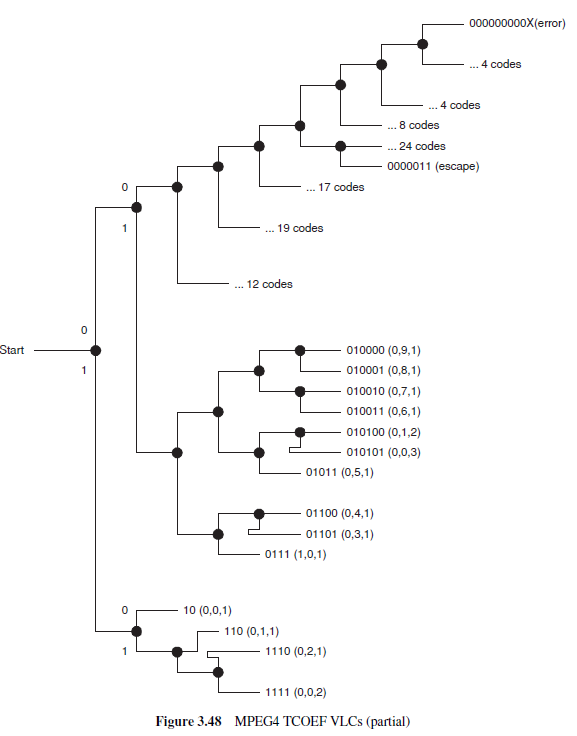 000000000X(error)
... 4 codes
... 4 codes
... 8 codes
... 24 codes
0000011 (escape)
0
... 17 codes
1
... 19 codes
... 12 codes
0
Start
1
010000 (0,9,1)
010001 (0,8,1)
010010 (0,7,1)
010011 (0,6,1)
010100 (0,1,2)
010101 (0,0,3)
01011 (0,5,1)
01100 (0,4,1)
01101 (0,3,1)
0111 (1,0,1)
0
10 (0,0,1)
110 (0,1,1)
1
1110 (0,2,1)
1111 (0,0,2)
Figure 3.48 MPEG4 TCOEF VLCs (partial)